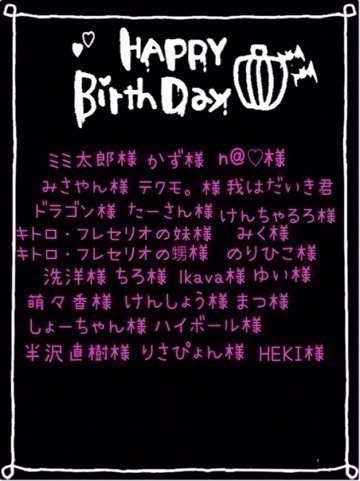 HAPPY
BirthDay
ミミ太郎様 かず様 n@♡様
みさやん様 テクモ。様 我はだいき君
ドラゴン様 たーさん様 けんちゃるろ様
キトロ・フレセリオの妹様 みく様
キトロ・フレセリオの甥様 のりひこ様
洗洋様 ちろ様 Ikava様 ゆい様
萌々香様 けんしょう様 まつ様
しょーちゃん様 ハイボール様
半沢直樹様 りさぴょん様 HEKI様